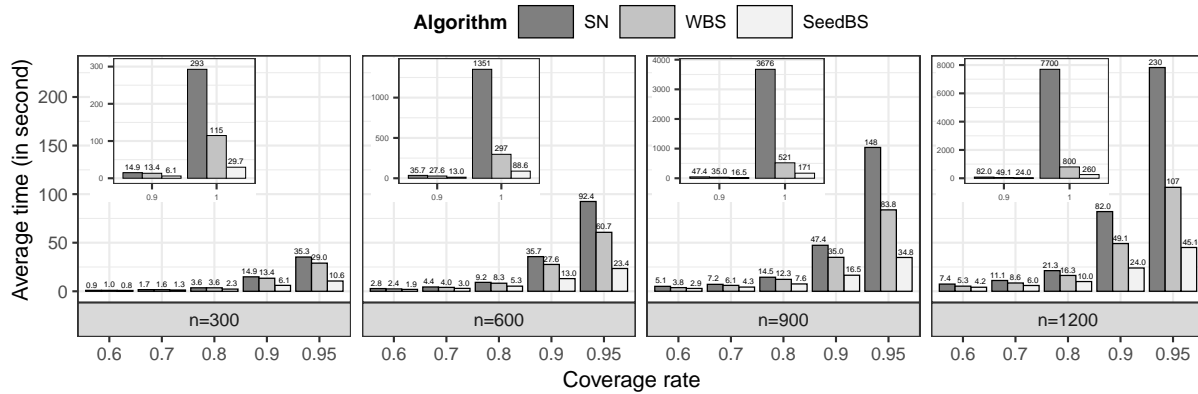 Algorithm SN WBS SeedBS
Average time (in second)
200
150
100
50
0
300
200
100
0
293
115
29.7
14.9 13.4 6.1
0.9 1
0.9 1.0 0.8 1.7 1.6 1.3 3.6 3.6 2.3 14.9 13.4 6.1 35.3 29.0 10.6
n=300
0.6 0.7 0.8 0.9 0.95
1000
500
0
1351
297
88.6
35.7 27.6 13.0
0.9 1
2.8 2.4 1.9 4.4 4.0 3.0 9.2 8.3 5.3 35.7 27.6 13.0 92.4 60.7 23.4
n=600
0.6 0.7 0.8 0.9 0.95
4000
3000
2000
1000
0
3676
521
171
47.4 35.0 16.5
0.9 1
5.1 3.8 2.9 7.2 6.1 4.3 14.5 12.3 7.6 47.4 35.0 16.5 148 83.8 34.8
n=900
0.6 0.7 0.8 0.9 0.95
8000
6000
4000
2000
0
7700
800
260
82.0 49.1 24.0
0.9 1
7.4 5.3 4.2 11.1 8.6 6.0 21.3 16.3 10.0 82.0 49.1 24.0 230 107 45.1
n=1200
0.6 0.7 0.8 0.9 0.95
Coverage rate